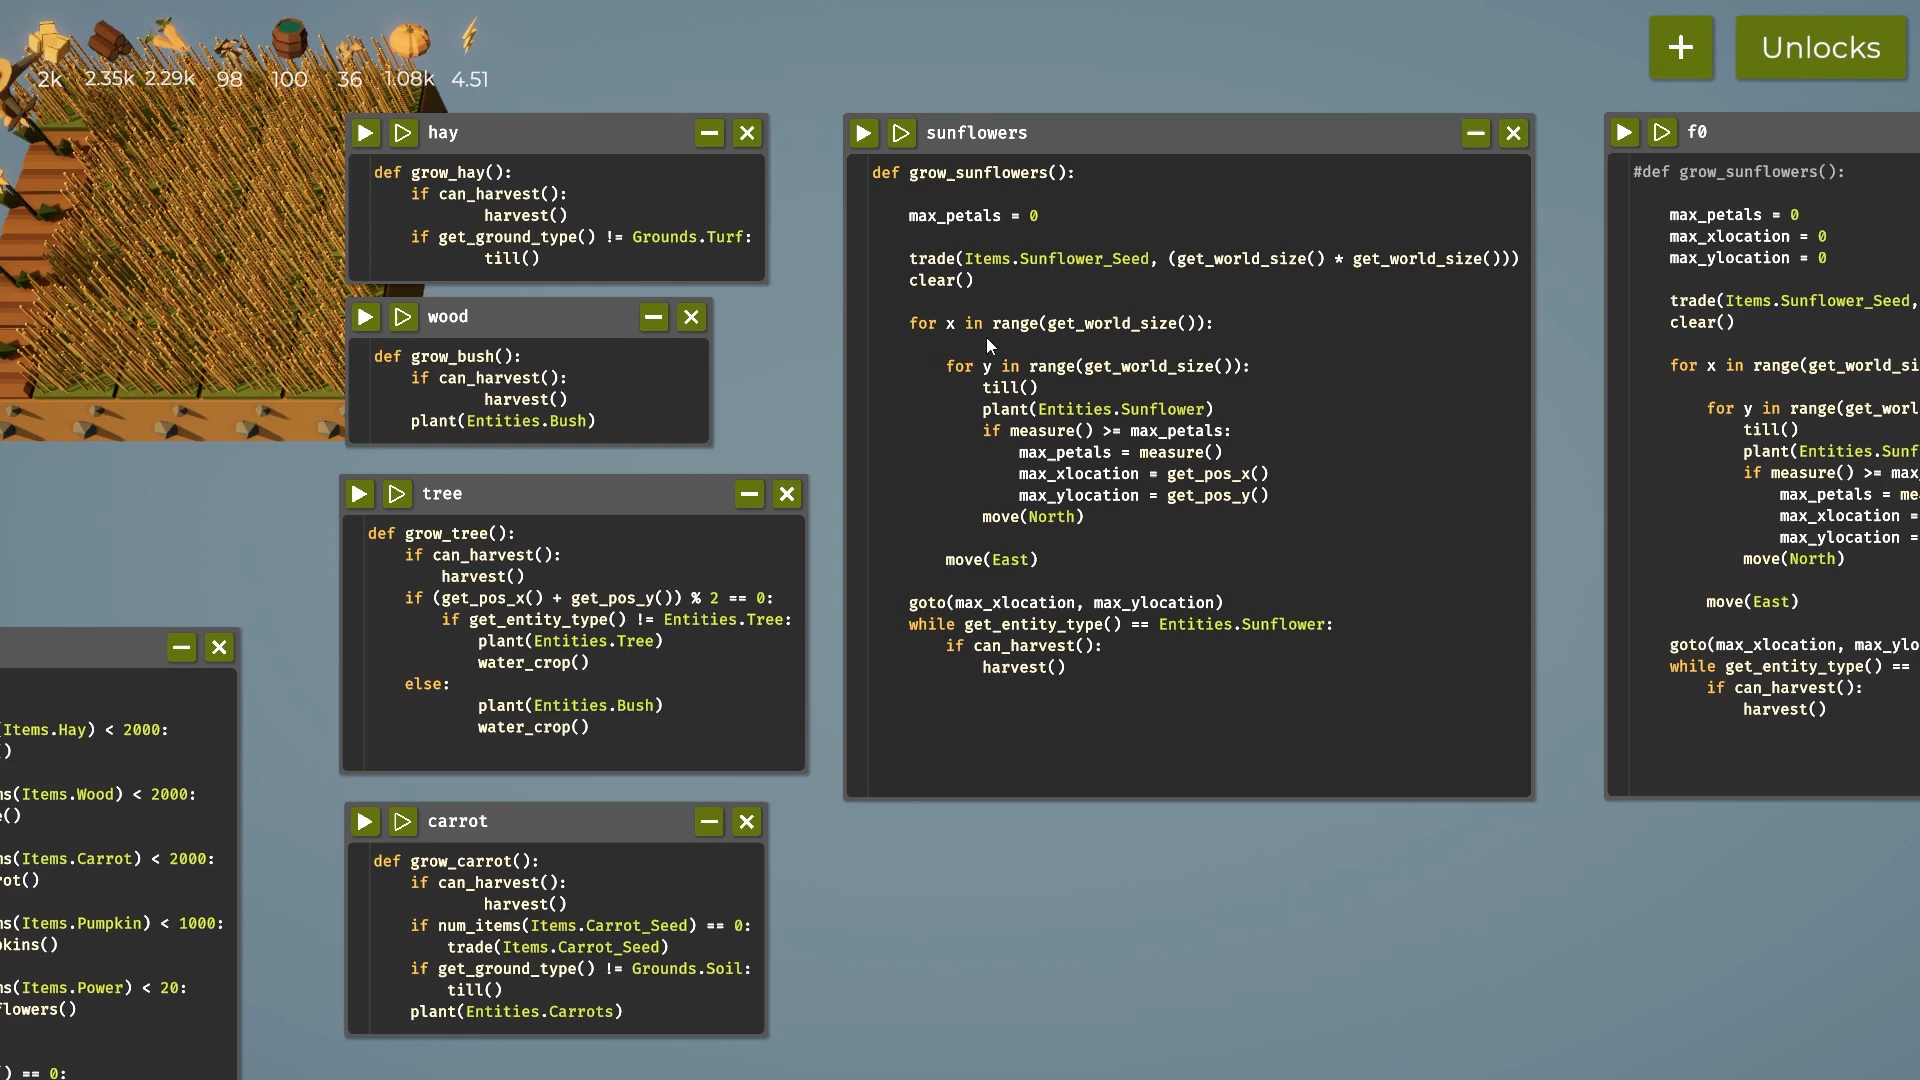 2k 2.35k 2.29k 98 100 36 1.08k 4.51
+ Unlocks
hay
def grow_hay():
if can_harvest():
harvest()
if get_ground_type() != Grounds.Turf:
till()
wood
def grow_bush():
if can_harvest():
harvest()
plant(Entities.Bush)
tree
def grow_tree():
if can_harvest():
harvest()
if (get_pos_x() + get_pos_y()) % 2 == 0:
if get_entity_type() != Entities.Tree:
plant(Entities.Tree)
water_crop()
else:
plant(Entities.Bush)
water_crop()
carrot
def grow_carrot():
if can_harvest():
harvest()
if num_items(Items.Carrot_Seed) == 0:
trade(Items.Carrot_Seed)
if get_ground_type() != Grounds.Soil:
till()
plant(Entities.Carrots)
(Items.Hay) < 2000:
()
ms(Items.Wood) < 2000:
e()
ms(Items.Carrot) < 2000:
rot()
ms(Items.Pumpkin) < 1000:
pkins()
ms(Items.Power) < 20:
flowers()
) == 0:
sunflowers
def grow_sunflowers():
max_petals = 0
trade(Items.Sunflower_Seed, (get_world_size() * get_world_size()))
clear()
for x in range(get_world_size()):
for y in range(get_world_size()):
till()
plant(Entities.Sunflower)
if measure() >= max_petals:
max_petals = measure()
max_xlocation = get_pos_x()
max_ylocation = get_pos_y()
move(North)
move(East)
goto(max_xlocation, max_ylocation)
while get_entity_type() == Entities.Sunflower:
if can_harvest():
harvest()
f0
#def grow_sunflowers():
max_petals = 0
max_xlocation = 0
max_ylocation = 0
trade(Items.Sunflower_Seed,
clear()
for x in range(get_world_si
for y in range(get_worl
till()
plant(Entities.Sunf
if measure() >= max
max_petals = me
max_xlocation =
max_ylocation =
move(North)
move(East)
goto(max_xlocation, max_ylo
while get_entity_type() ==
if can_harvest():
harvest()